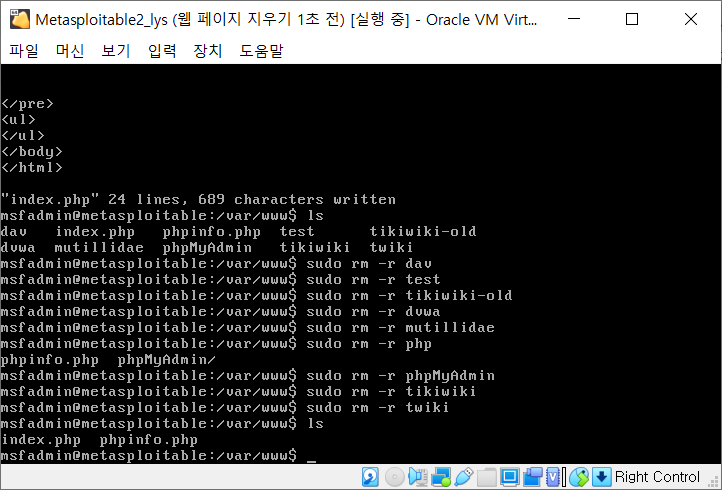 Metasploitable2_lys (웹 페이지 지우기 1초 전) [실행 중] - Oracle VM Virt...
파일 머신 보기 입력 장치 도움말
</pre>
<ul>
</ul>
</body>
</html>
"index.php" 24 lines, 689 characters written
msfadmin@metasploitable:/var/www$ ls
dav   index.php   phpinfo.php  test      tikiwiki-old
dvwa  mutillidae  phpMyAdmin   tikiwiki  twiki
msfadmin@metasploitable:/var/www$ sudo rm -r dav
msfadmin@metasploitable:/var/www$ sudo rm -r test
msfadmin@metasploitable:/var/www$ sudo rm -r tikiwiki-old
msfadmin@metasploitable:/var/www$ sudo rm -r dvwa
msfadmin@metasploitable:/var/www$ sudo rm -r mutillidae
msfadmin@metasploitable:/var/www$ sudo rm -r php
phpinfo.php  phpMyAdmin/
msfadmin@metasploitable:/var/www$ sudo rm -r phpMyAdmin
msfadmin@metasploitable:/var/www$ sudo rm -r tikiwiki
msfadmin@metasploitable:/var/www$ sudo rm -r twiki
msfadmin@metasploitable:/var/www$ ls
index.php  phpinfo.php
msfadmin@metasploitable:/var/www$ _
Right Control